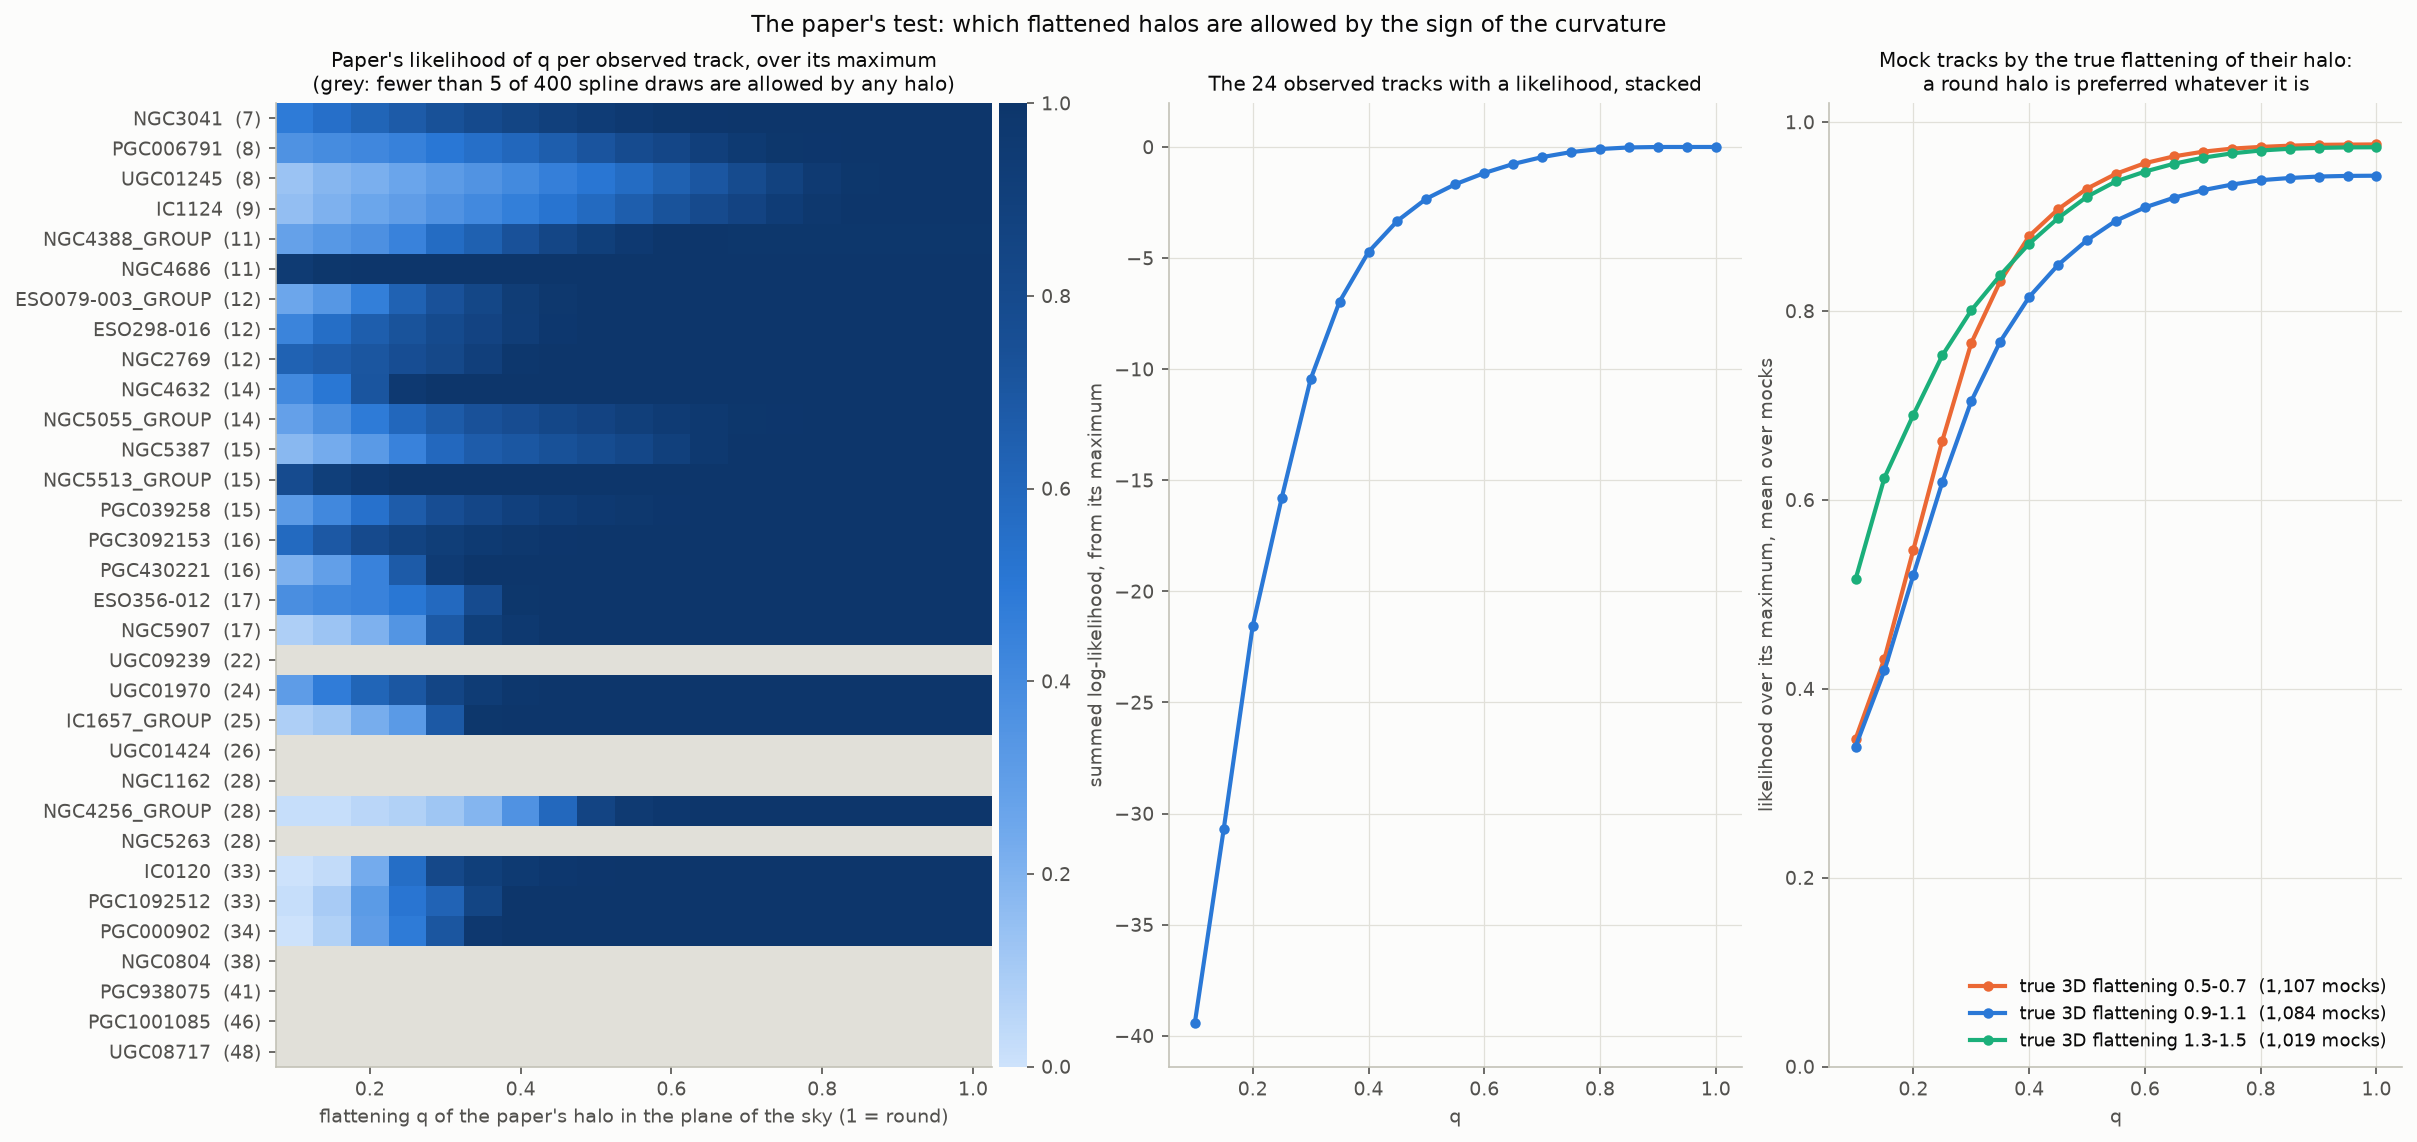 The paper's test: which flattened halos are allowed by the sign of the curvature
Paper's likelihood of q per observed track, over its maximum
(grey: fewer than 5 of 400 spline draws are allowed by any halo)
NGC3041 (7)
PGC006791 (8)
UGC01245 (8)
IC1124 (9)
NGC4388_GROUP (11)
NGC4686 (11)
ESO079-003_GROUP (12)
ESO298-016 (12)
NGC2769 (12)
NGC4632 (14)
NGC5055_GROUP (14)
NGC5387 (15)
NGC5513_GROUP (15)
PGC039258 (15)
PGC3092153 (16)
PGC430221 (16)
ESO356-012 (17)
NGC5907 (17)
UGC09239 (22)
UGC01970 (24)
IC1657_GROUP (25)
UGC01424 (26)
NGC1162 (28)
NGC4256_GROUP (28)
NGC5263 (28)
IC0120 (33)
PGC1092512 (33)
PGC000902 (34)
NGC0804 (38)
PGC938075 (41)
PGC1001085 (46)
UGC08717 (48)
0.2 0.4 0.6 0.8 1.0
flattening q of the paper's halo in the plane of the sky (1 = round)
1.0
0.8
0.6
0.4
0.2
0.0
The 24 observed tracks with a likelihood, stacked
summed log-likelihood, from its maximum
0
−5
−10
−15
−20
−25
−30
−35
−40
0.2 0.4 0.6 0.8 1.0
q
Mock tracks by the true flattening of their halo:
a round halo is preferred whatever it is
likelihood over its maximum, mean over mocks
1.0
0.8
0.6
0.4
0.2
0.0
true 3D flattening 0.5-0.7 (1,107 mocks)
true 3D flattening 0.9-1.1 (1,084 mocks)
true 3D flattening 1.3-1.5 (1,019 mocks)
0.2 0.4 0.6 0.8 1.0
q